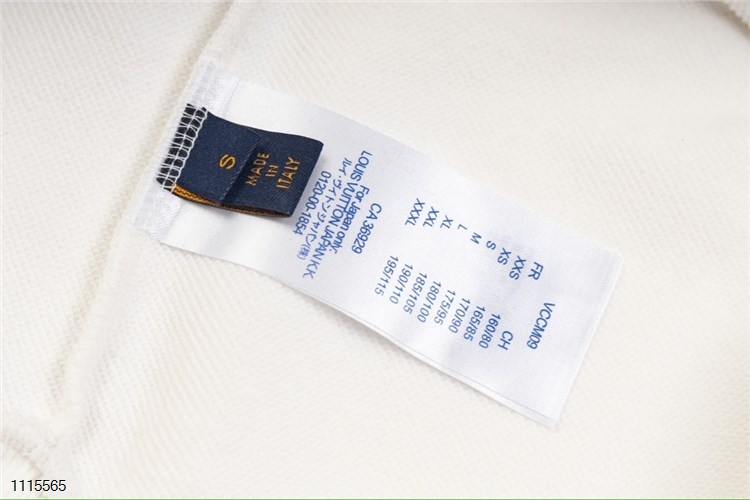 S
MADE
IN
ITALY
VCCM09
FR CH
XXS 160/80
XS 165/85
S 170/90
M 175/95
L 180/100
XL 185/105
XXL 190/110
XXXL 195/115
CA 36929
For Japan only:
LOUIS VUITTON JAPAN K.K.
ルイ・ヴィトン ジャパン(株)
0120-00-1854
1115565